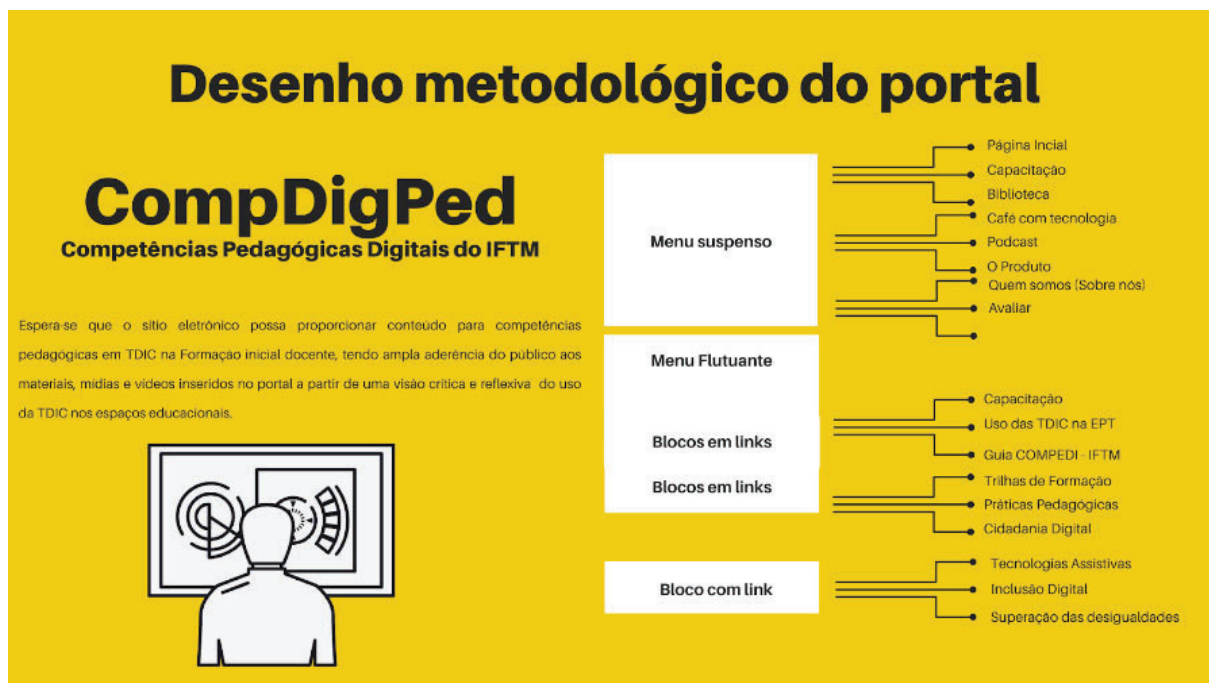 Desenho metodológico do portal
CompDigPed
Competências Pedagógicas Digitais do IFTM
Espera-se que o sítio eletrônico possa proporcionar conteúdo para competências
pedagógicas em TDIC na Formação inicial docente, tendo ampla aderência do público aos
materiais, mídias e vídeos inseridos no portal a partir de uma visão crítica e reflexiva do uso
da TDIC nos espaços educacionais.
Menu suspenso
Página Incial
Capacitação
Biblioteca
Café com tecnologia
Podcast
O Produto
Quem somos (Sobre nós)
Avaliar
Menu Flutuante
Blocos em links
Capacitação
Uso das TDIC na EPT
Guia COMPEDI - IFTM
Blocos em links
Trilhas de Formação
Práticas Pedagógicas
Cidadania Digital
Bloco com link
Tecnologias Assistivas
Inclusão Digital
Superação das desigualdades